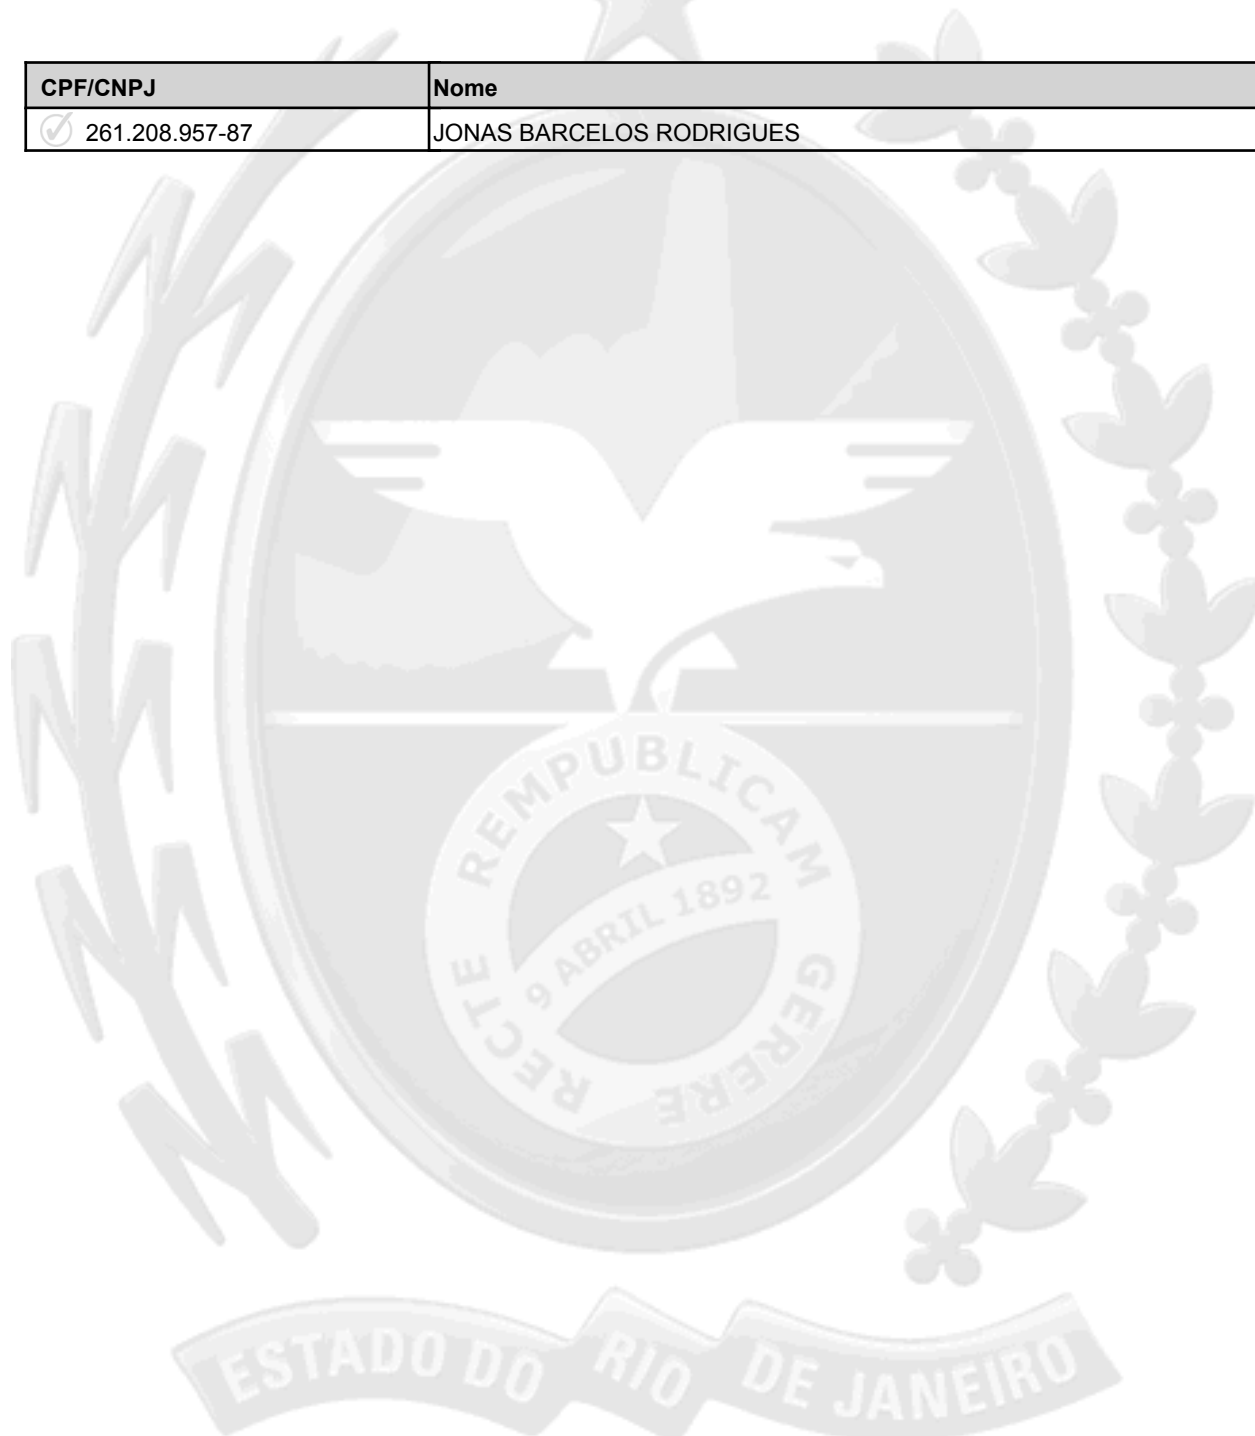 CPF/CNPJ Nome
261.208.957-87 JONAS BARCELOS RODRIGUES
REMPUBLICAM
9 ABRIL 1892
RECTE GERERE
ESTADO DO RIO DE JANEIRO